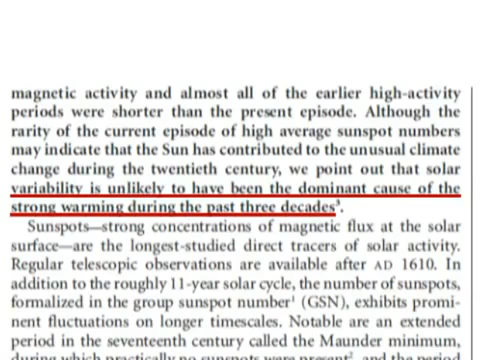 magnetic activity and almost all of the earlier high-activity
periods were shorter than the present episode. Although the
rarity of the current episode of high average sunspot numbers
may indicate that the Sun has contributed to the unusual climate
change during the twentieth century, we point out that solar
variability is unlikely to have been the dominant cause of the
strong warming during the past three decades³.
Sunspots—strong concentrations of magnetic flux at the solar
surface—are the longest-studied direct tracers of solar activity.
Regular telescopic observations are available after AD 1610. In
addition to the roughly 11-year solar cycle, the number of sunspots,
formalized in the group sunspot number¹ (GSN), exhibits promi-
nent fluctuations on longer timescales. Notable are an extended
period in the seventeenth century called the Maunder minimum,
during which practically no sunspots were present², and the period